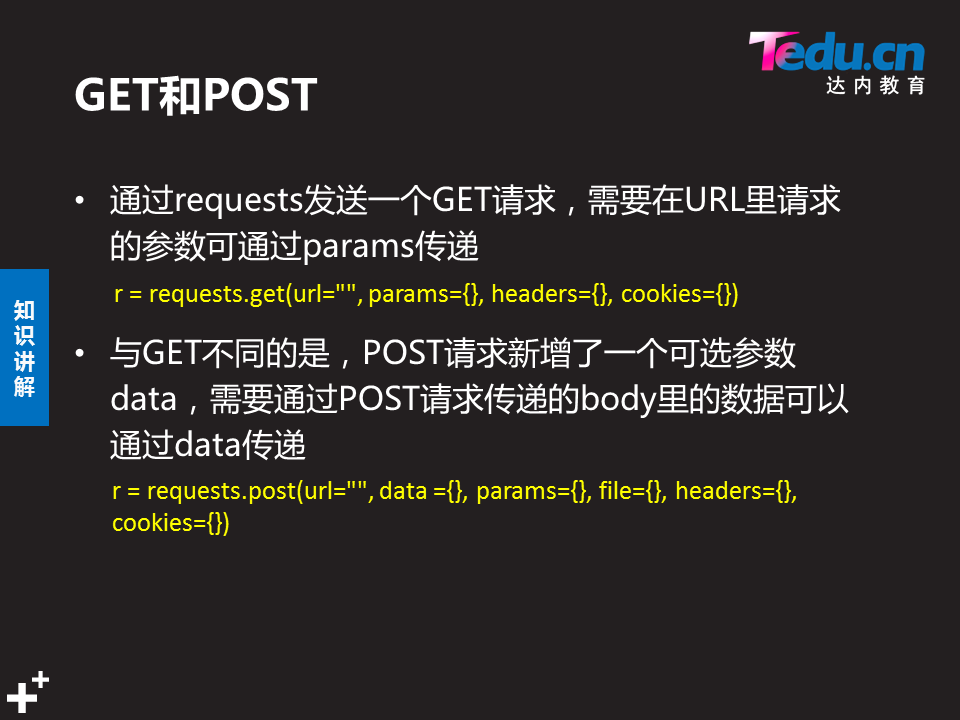 Tedu.cn
达内教育
GET和POST
• 通过requests发送一个GET请求，需要在URL里请求
的参数可通过params传递
r = requests.get(url="", params={}, headers={}, cookies={})
知
识
讲
解
• 与GET不同的是，POST请求新增了一个可选参数
data，需要通过POST请求传递的body里的数据可以
通过data传递
r = requests.post(url="", data ={}, params={}, file={}, headers={},
cookies={})